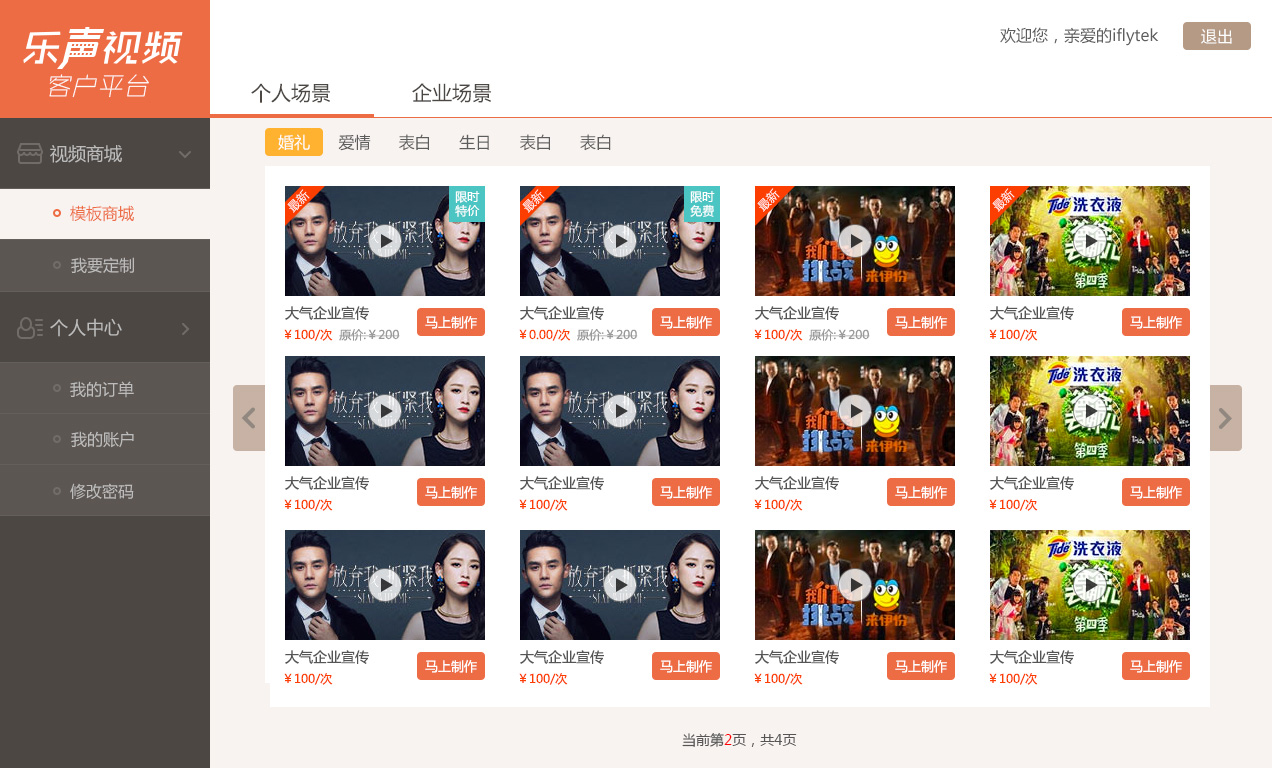 乐声视频
客户平台
欢迎您，亲爱的iflytek
退出
个人场景
企业场景
视频商城
模板商城
我要定制
个人中心
我的订单
我的账户
修改密码
婚礼
爱情
表白
生日
表白
表白
最新
限时
特价
放弃我抓紧我
大气企业宣传
¥100/次 原价:¥200
马上制作
最新
限时
免费
放弃我抓紧我
大气企业宣传
¥0.00/次 原价:¥200
马上制作
最新
我们
挑战
来伊份
大气企业宣传
¥100/次 原价:¥200
马上制作
最新
Tide 洗衣液
第四季
大气企业宣传
¥100/次
马上制作
放弃我抓紧我
大气企业宣传
¥100/次
马上制作
放弃我抓紧我
大气企业宣传
¥100/次
马上制作
我们
挑战
来伊份
大气企业宣传
¥100/次
马上制作
Tide 洗衣液
第四季
大气企业宣传
¥100/次
马上制作
放弃我抓紧我
大气企业宣传
¥100/次
马上制作
放弃我抓紧我
大气企业宣传
¥100/次
马上制作
我们
挑战
来伊份
大气企业宣传
¥100/次
马上制作
Tide 洗衣液
第四季
大气企业宣传
¥100/次
马上制作
当前第2页，共4页